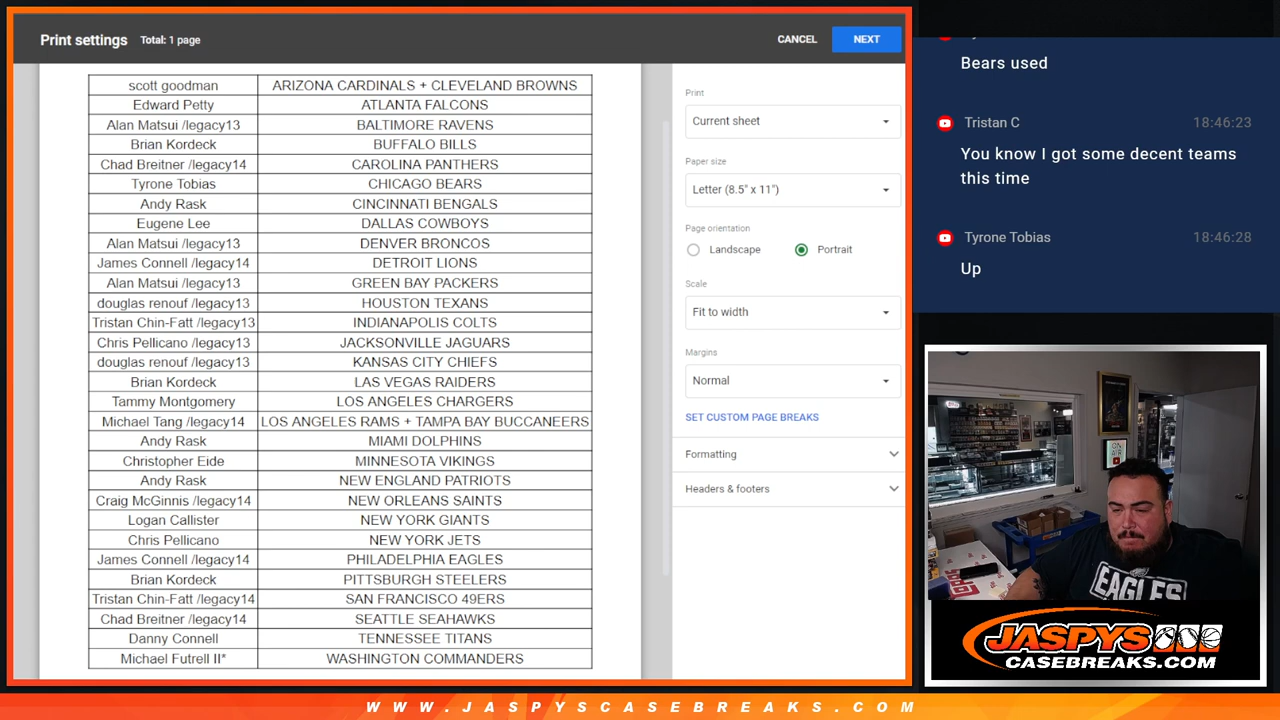 Print settings Total: 1 page CANCEL NEXT
scott goodman ARIZONA CARDINALS + CLEVELAND BROWNS
Edward Petty ATLANTA FALCONS
Alan Matsui /legacy13 BALTIMORE RAVENS
Brian Kordeck BUFFALO BILLS
Chad Breitner /legacy14 CAROLINA PANTHERS
Tyrone Tobias CHICAGO BEARS
Andy Rask CINCINNATI BENGALS
Eugene Lee DALLAS COWBOYS
Alan Matsui /legacy13 DENVER BRONCOS
James Connell /legacy14 DETROIT LIONS
Alan Matsui /legacy13 GREEN BAY PACKERS
douglas renouf /legacy13 HOUSTON TEXANS
Tristan Chin-Fatt /legacy13 INDIANAPOLIS COLTS
Chris Pellicano /legacy13 JACKSONVILLE JAGUARS
douglas renouf /legacy13 KANSAS CITY CHIEFS
Brian Kordeck LAS VEGAS RAIDERS
Tammy Montgomery LOS ANGELES CHARGERS
Michael Tang /legacy14 LOS ANGELES RAMS + TAMPA BAY BUCCANEERS
Andy Rask MIAMI DOLPHINS
Christopher Eide MINNESOTA VIKINGS
Andy Rask NEW ENGLAND PATRIOTS
Craig McGinnis /legacy14 NEW ORLEANS SAINTS
Logan Callister NEW YORK GIANTS
Chris Pellicano NEW YORK JETS
James Connell /legacy14 PHILADELPHIA EAGLES
Brian Kordeck PITTSBURGH STEELERS
Tristan Chin-Fatt /legacy14 SAN FRANCISCO 49ERS
Chad Breitner /legacy14 SEATTLE SEAHAWKS
Danny Connell TENNESSEE TITANS
Michael Futrell II* WASHINGTON COMMANDERS
Print
Current sheet
Paper size
Letter (8.5" x 11")
Page orientation
Landscape Portrait
Scale
Fit to width
Margins
Normal
SET CUSTOM PAGE BREAKS
Formatting
Headers & footers
Bears used
Tristan C 18:46:23
You know I got some decent teams
this time
Tyrone Tobias 18:46:28
Up
ON
AIR
EAGLES
JASPYS
CASEBREAKS.COM
WWW.JASPYSCASEBREAKS.COM